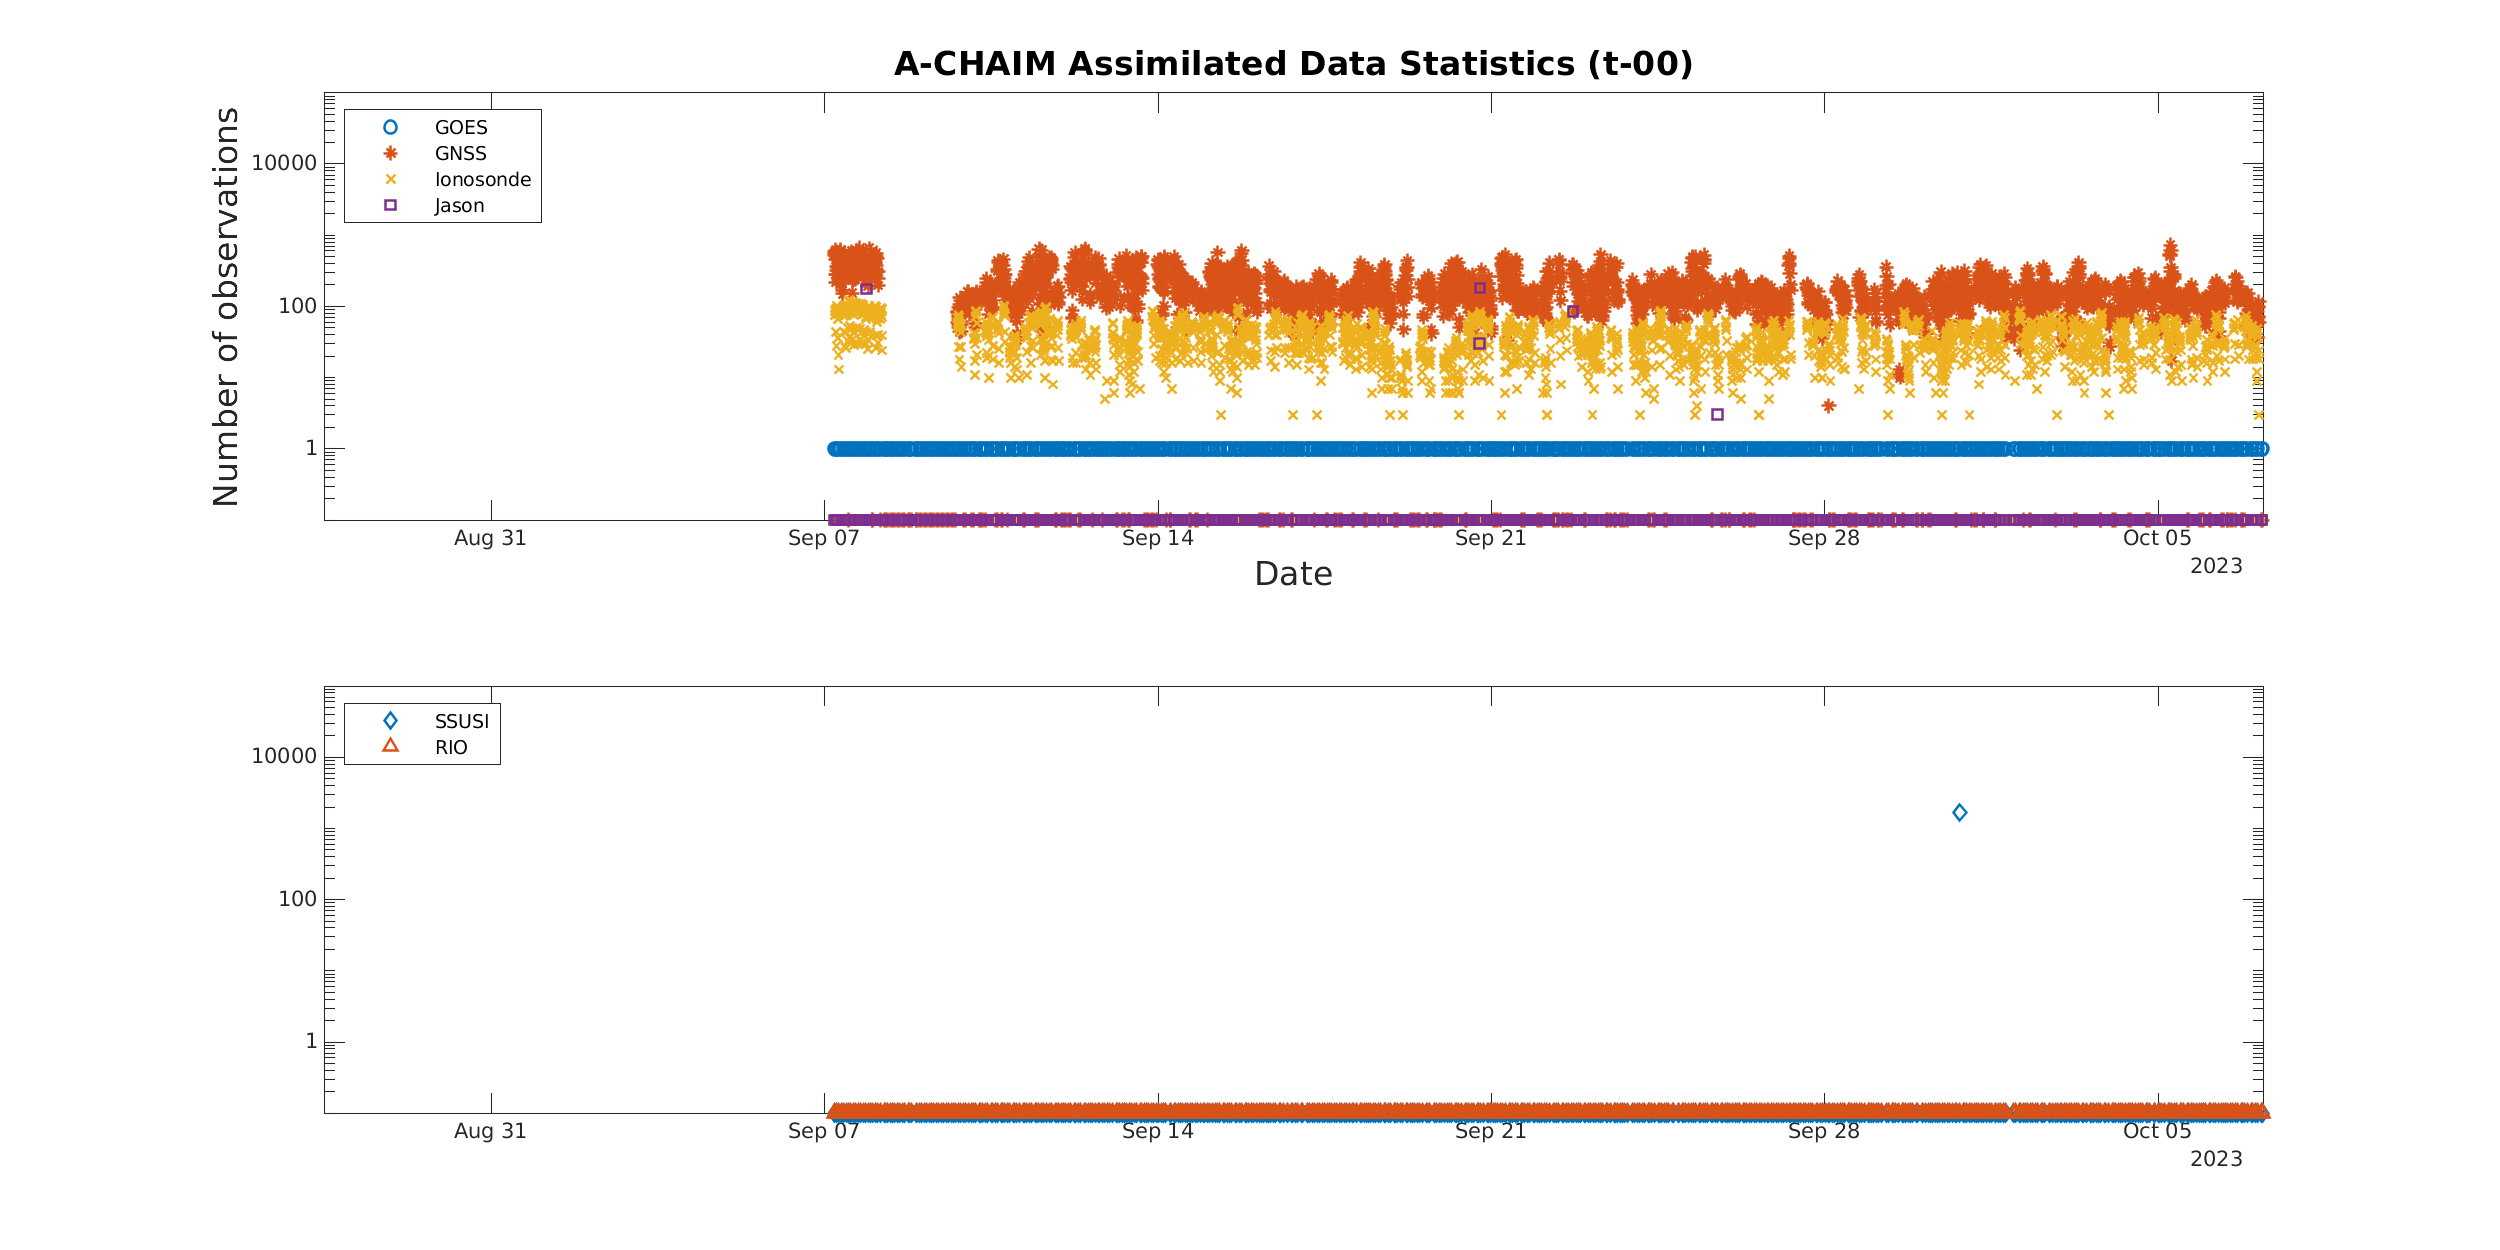 A-CHAIM Assimilated Data Statistics (t-00)
Number of observations
10000
100
1
GOES
GNSS
Ionosonde
Jason
Aug 31
Sep 07
Sep 14
Sep 21
Sep 28
Oct 05
2023
Date
10000
100
1
SSUSI
RIO
Aug 31
Sep 07
Sep 14
Sep 21
Sep 28
Oct 05
2023